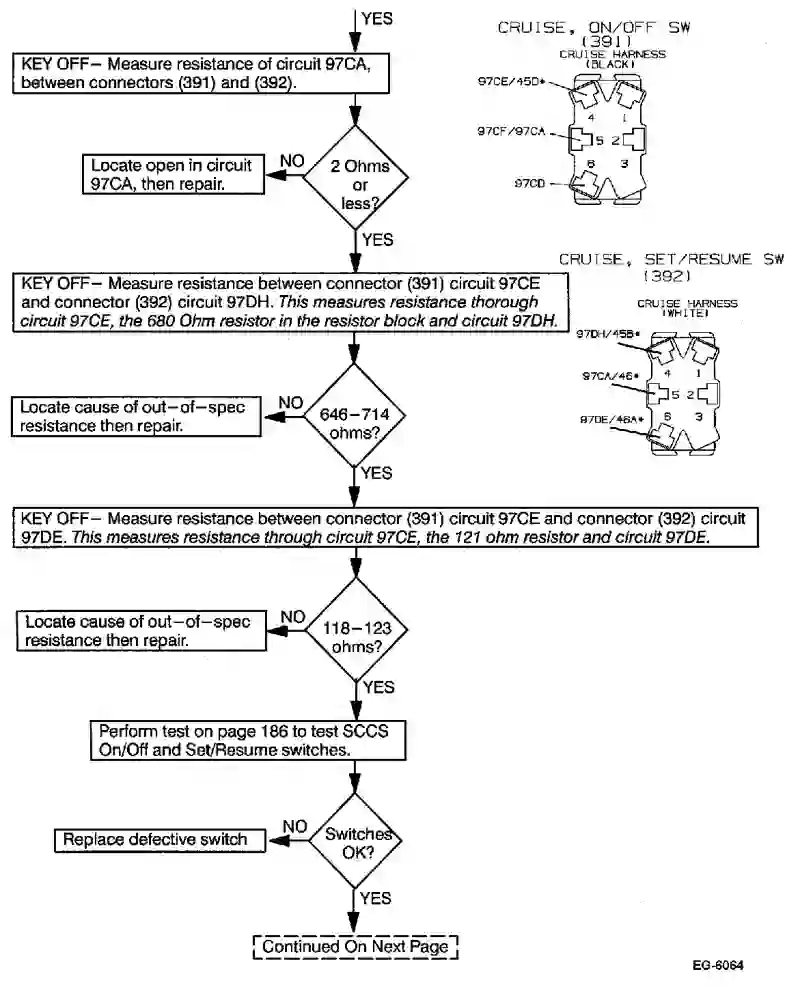 YES
KEY OFF– Measure resistance of circuit 97CA,
between connectors (391) and (392).
NO
Locate open in circuit
97CA, then repair.
2 Ohms
or
less?
YES
KEY OFF– Measure resistance between connector (391) circuit 97CE
and connector (392) circuit 97DH. This measures resistance thorough
circuit 97CE, the 680 Ohm resistor in the resistor block and circuit 97DH.
NO
Locate cause of out–of–spec
resistance then repair.
646–714
ohms?
YES
KEY OFF– Measure resistance between connector (391) circuit 97CE and connector (392) circuit
97DE. This measures resistance through circuit 97CE, the 121 ohm resistor and circuit 97DE.
NO
Locate cause of out–of–spec
resistance then repair.
118–123
ohms?
YES
Perform test on page 186 to test SCCS
On/Off and Set/Resume switches.
NO
Replace defective switch
Switches
OK?
YES
Continued On Next Page
CRUISE, ON/OFF SW
(391)
CRUISE HARNESS
(BLACK)
97CE/45D*
4 1
97CF/97CA
5 2
6 3
97CD
CRUISE, SET/RESUME SW
(392)
CRUISE HARNESS
(WHITE)
97DH/45B*
4 1
97CA/46*
5 2
6 3
97DE/46A*
EG-6064